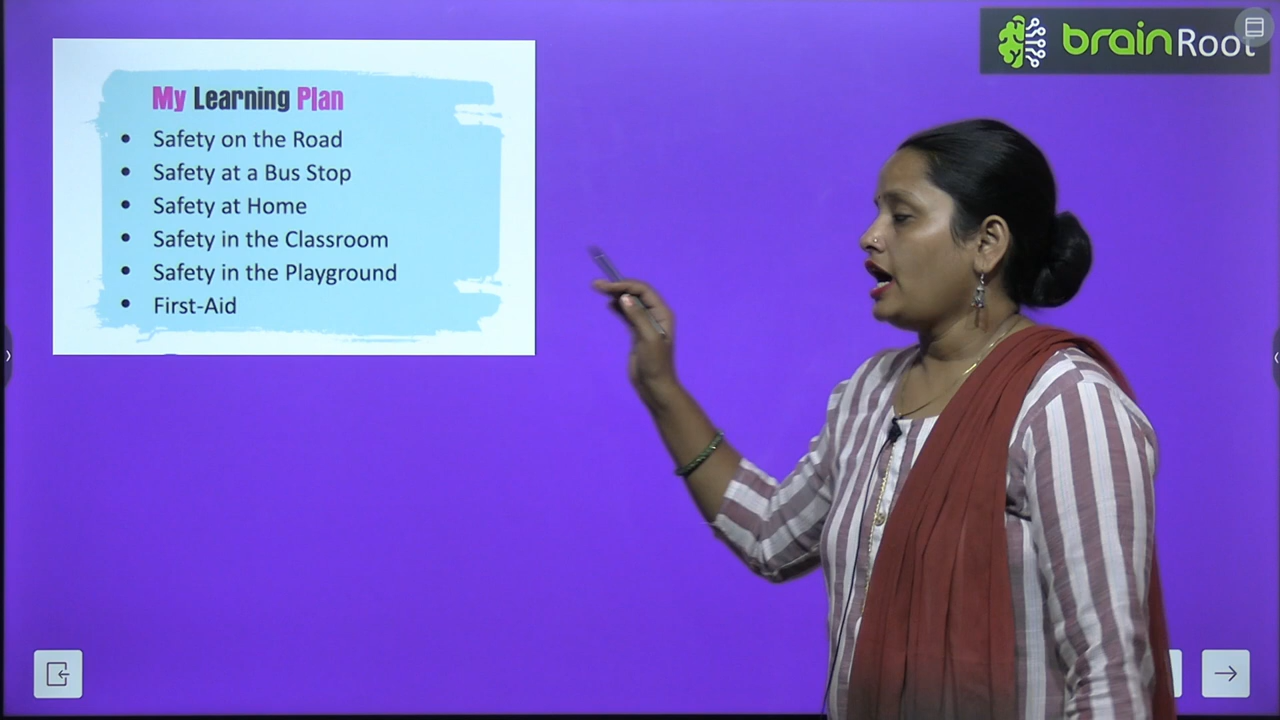 brainRoot
My Learning Plan
• Safety on the Road
• Safety at a Bus Stop
• Safety at Home
• Safety in the Classroom
• Safety in the Playground
• First-Aid